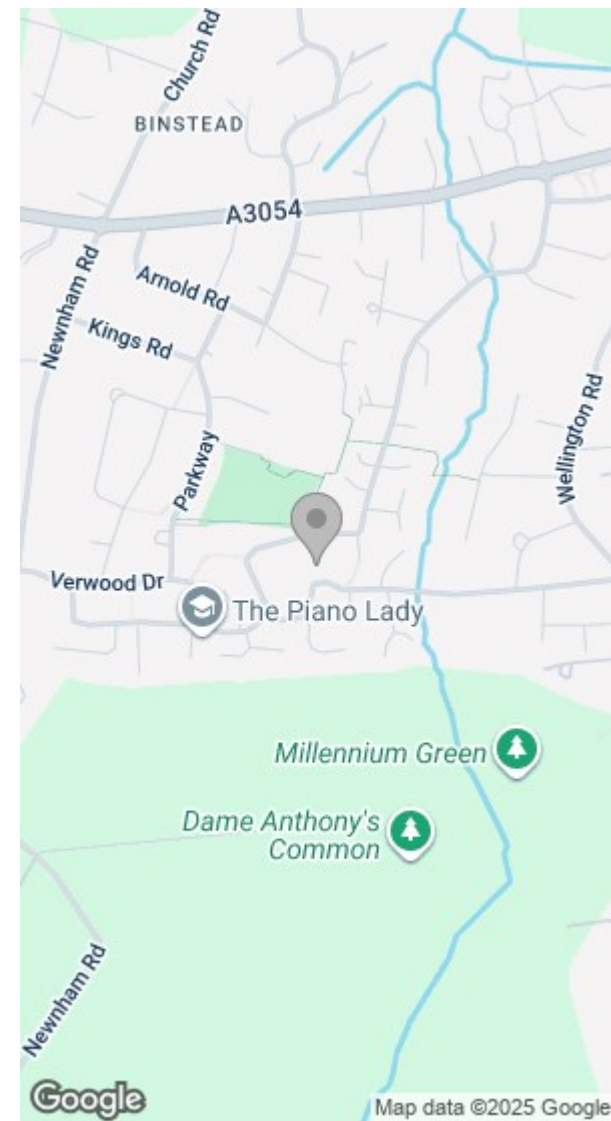 Church Rd
BINSTEAD
A3054
Newnham Rd
Arnold Rd
Kings Rd
Wellington Rd
Parkway
Verwood Dr
The Piano Lady
Millennium Green
Dame Anthony's
Common
Newnham Rd
Google
Map data ©2025 Google